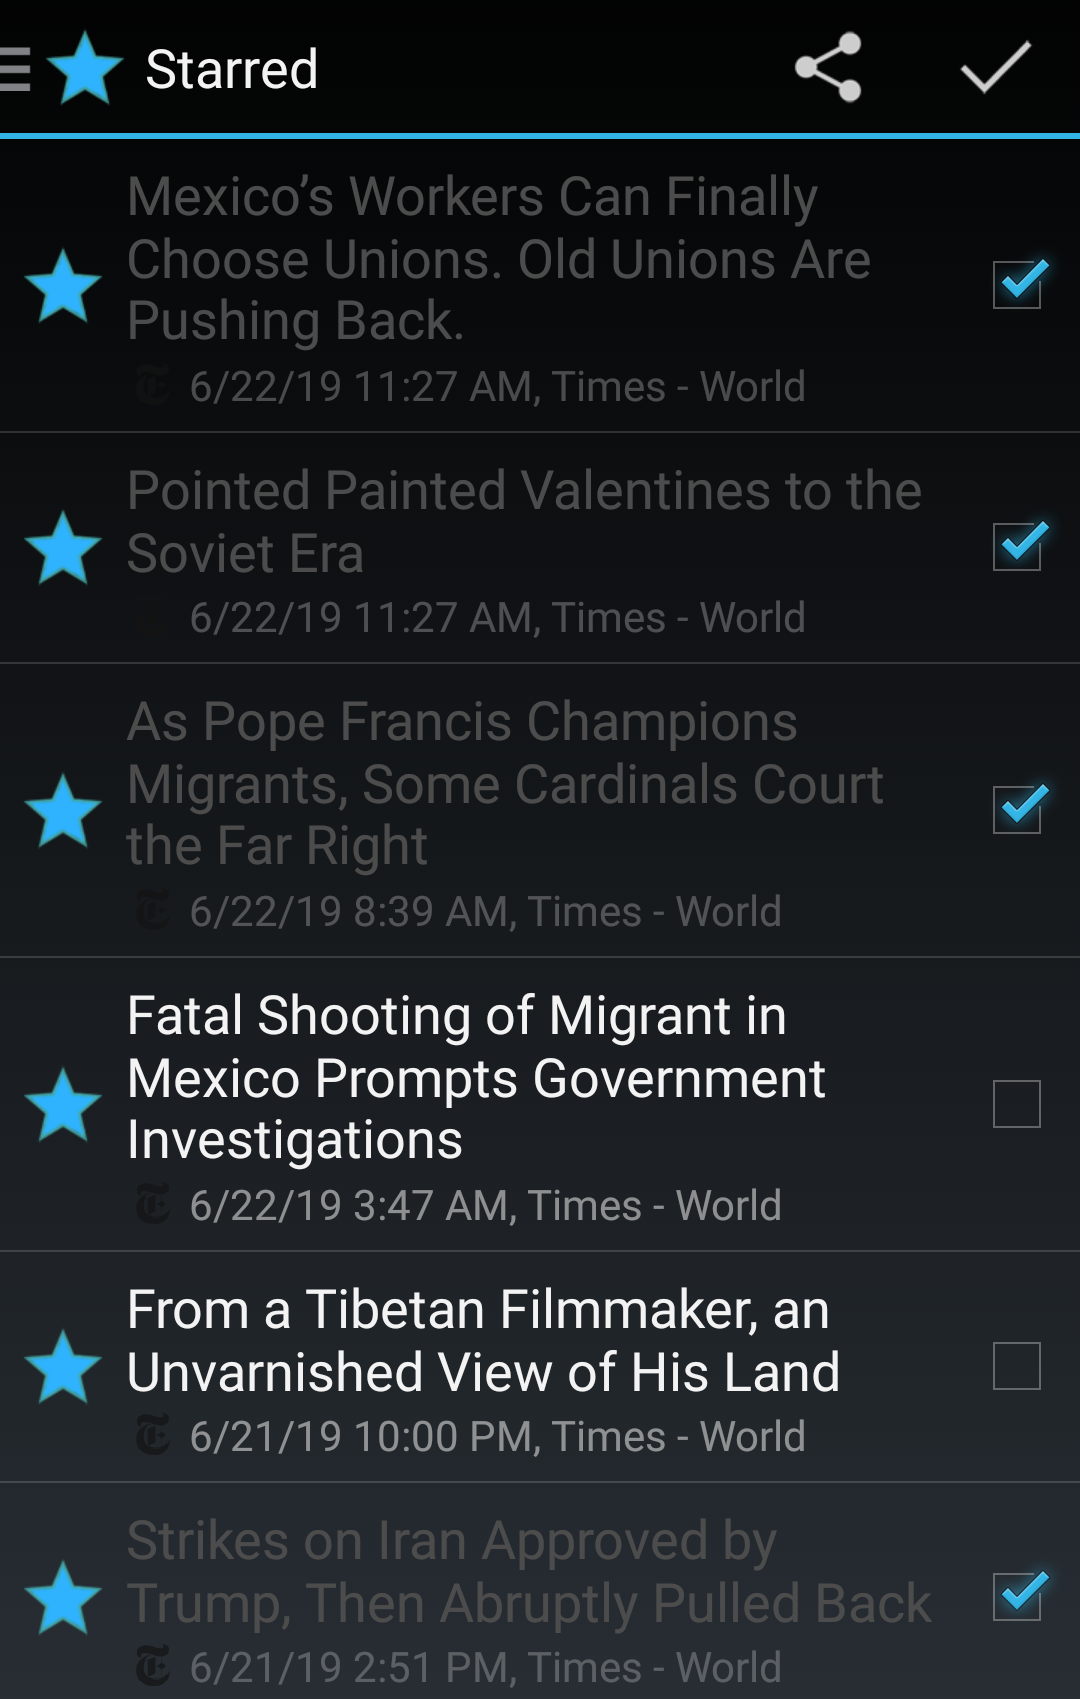 Starred
Mexico’s Workers Can Finally
Choose Unions. Old Unions Are
Pushing Back.
6/22/19 11:27 AM, Times - World
Pointed Painted Valentines to the
Soviet Era
6/22/19 11:27 AM, Times - World
As Pope Francis Champions
Migrants, Some Cardinals Court
the Far Right
6/22/19 8:39 AM, Times - World
Fatal Shooting of Migrant in
Mexico Prompts Government
Investigations
6/22/19 3:47 AM, Times - World
From a Tibetan Filmmaker, an
Unvarnished View of His Land
6/21/19 10:00 PM, Times - World
Strikes on Iran Approved by
Trump, Then Abruptly Pulled Back
6/21/19 2:51 PM, Times - World